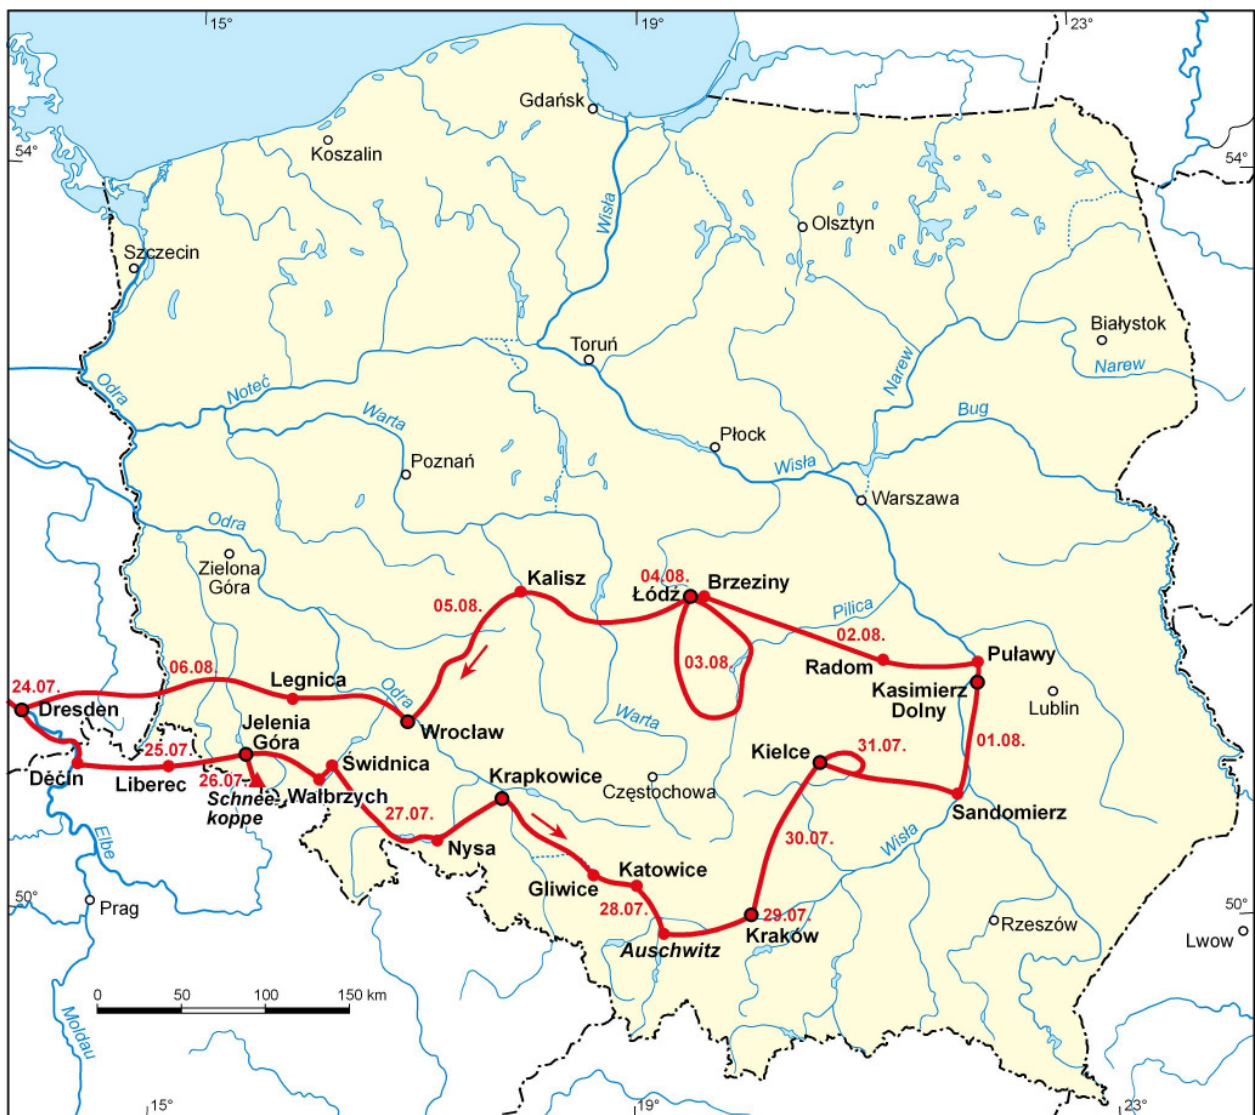 15°
19°
23°
Gdańsk
Koszalin
54°
54°
Wisła
Olsztyn
Szczecin
Białystok
Toruń
Narew
Narew
Odra
Noteć
Warta
Bug
Płock
Poznań
Wisła
Warszawa
Odra
Zielona
Góra
Kalisz
04.08.
Łódź
Brzeziny
05.08.
Pilica
02.08.
06.08.
03.08.
Radom
Puławy
24.07.
Dresden
Legnica
Odra
Kasimierz
Dolny
Lublin
Wrocław
Warta
Jelenia
Góra
25.07.
Kielce
31.07.
01.08.
Děčín
Liberec
26.07.
Schnee-
koppe
Świdnica
Wałbrzych
Krapkowice
Częstochowa
Sandomierz
27.07.
Elbe
Nysa
30.07.
Wisła
Katowice
Gliwice
28.07.
50°
Prag
29.07.
Kraków
50°
Rzeszów
Lwow
Auschwitz
0 50 100 150 km
Moldau
15°
19°
23°